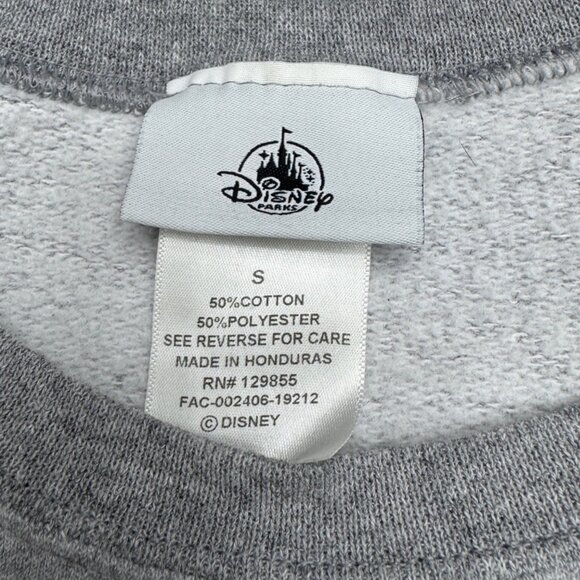 Disney
PARKS
S
50%COTTON
50%POLYESTER
SEE REVERSE FOR CARE
MADE IN HONDURAS
RN# 129855
FAC-002406-19212
© DISNEY